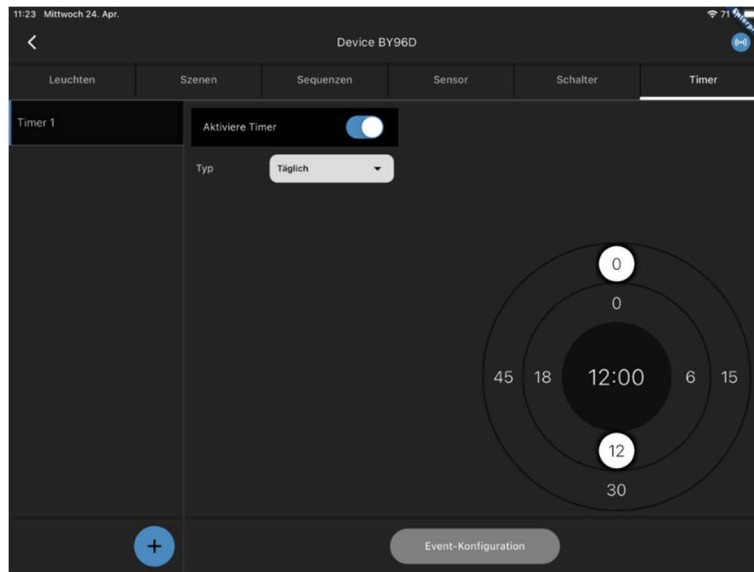 11:23 Mittwoch 24. Apr.
71
Device BY96D
Leuchten Szenen Sequenzen Sensor Schalter Timer
Timer 1
Aktiviere Timer
Typ Täglich
0
0
45 18 12:00 6 15
12
30
+
Event-Konfiguration